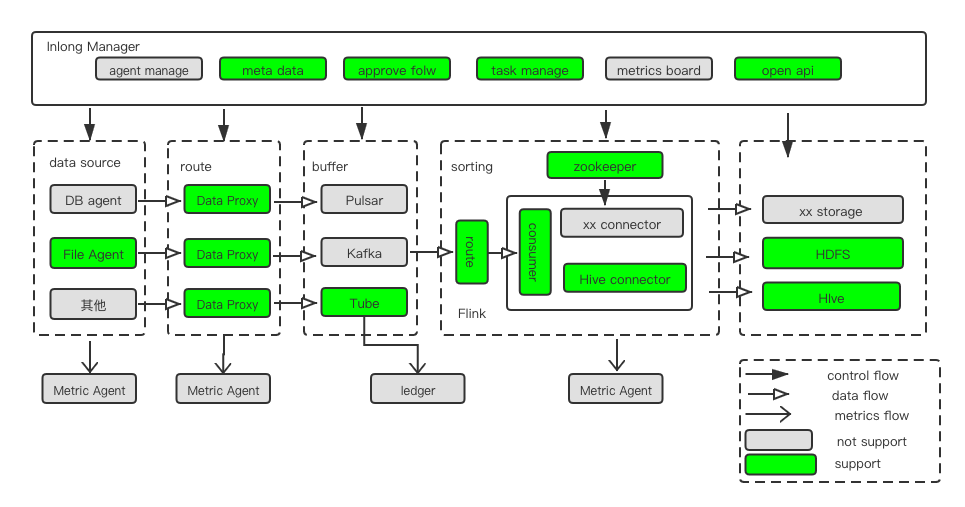 Inlong Manager
agent manage
meta data
approve folw
task manage
metrics board
open api
data source
DB agent
File Agent
其他
route
Data Proxy
Data Proxy
Data Proxy
buffer
Pulsar
Kafka
Tube
sorting
zookeeper
route
consumer
xx connector
Hive connector
Flink
xx storage
HDFS
Hive
Metric Agent
Metric Agent
ledger
Metric Agent
control flow
data flow
metrics flow
not support
support